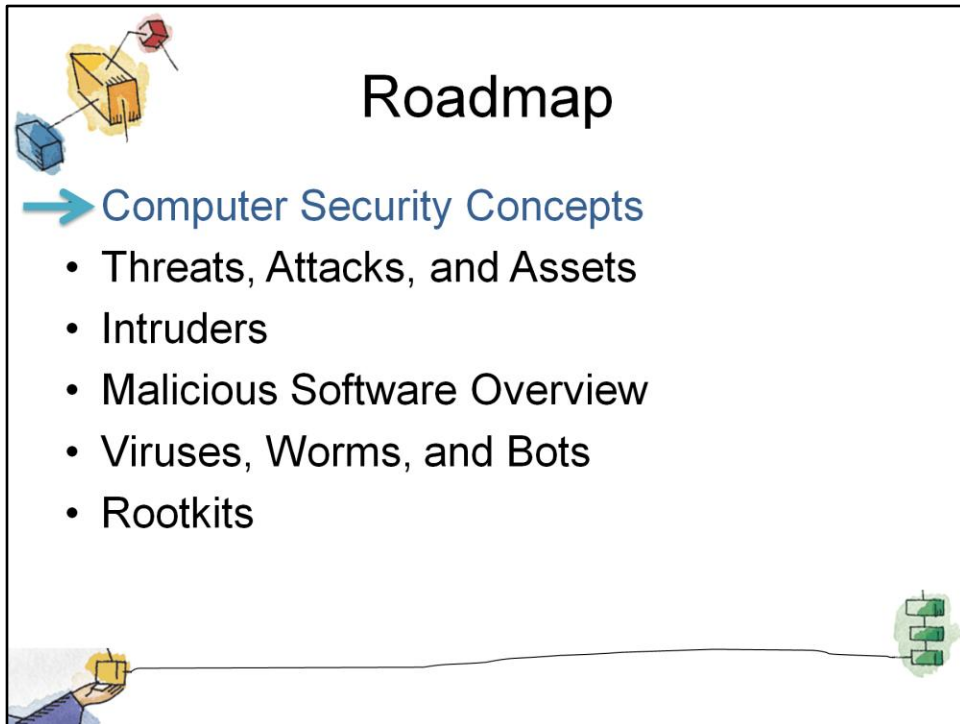 Roadmap
Computer Security Concepts
• Threats, Attacks, and Assets
• Intruders
• Malicious Software Overview
• Viruses, Worms, and Bots
• Rootkits